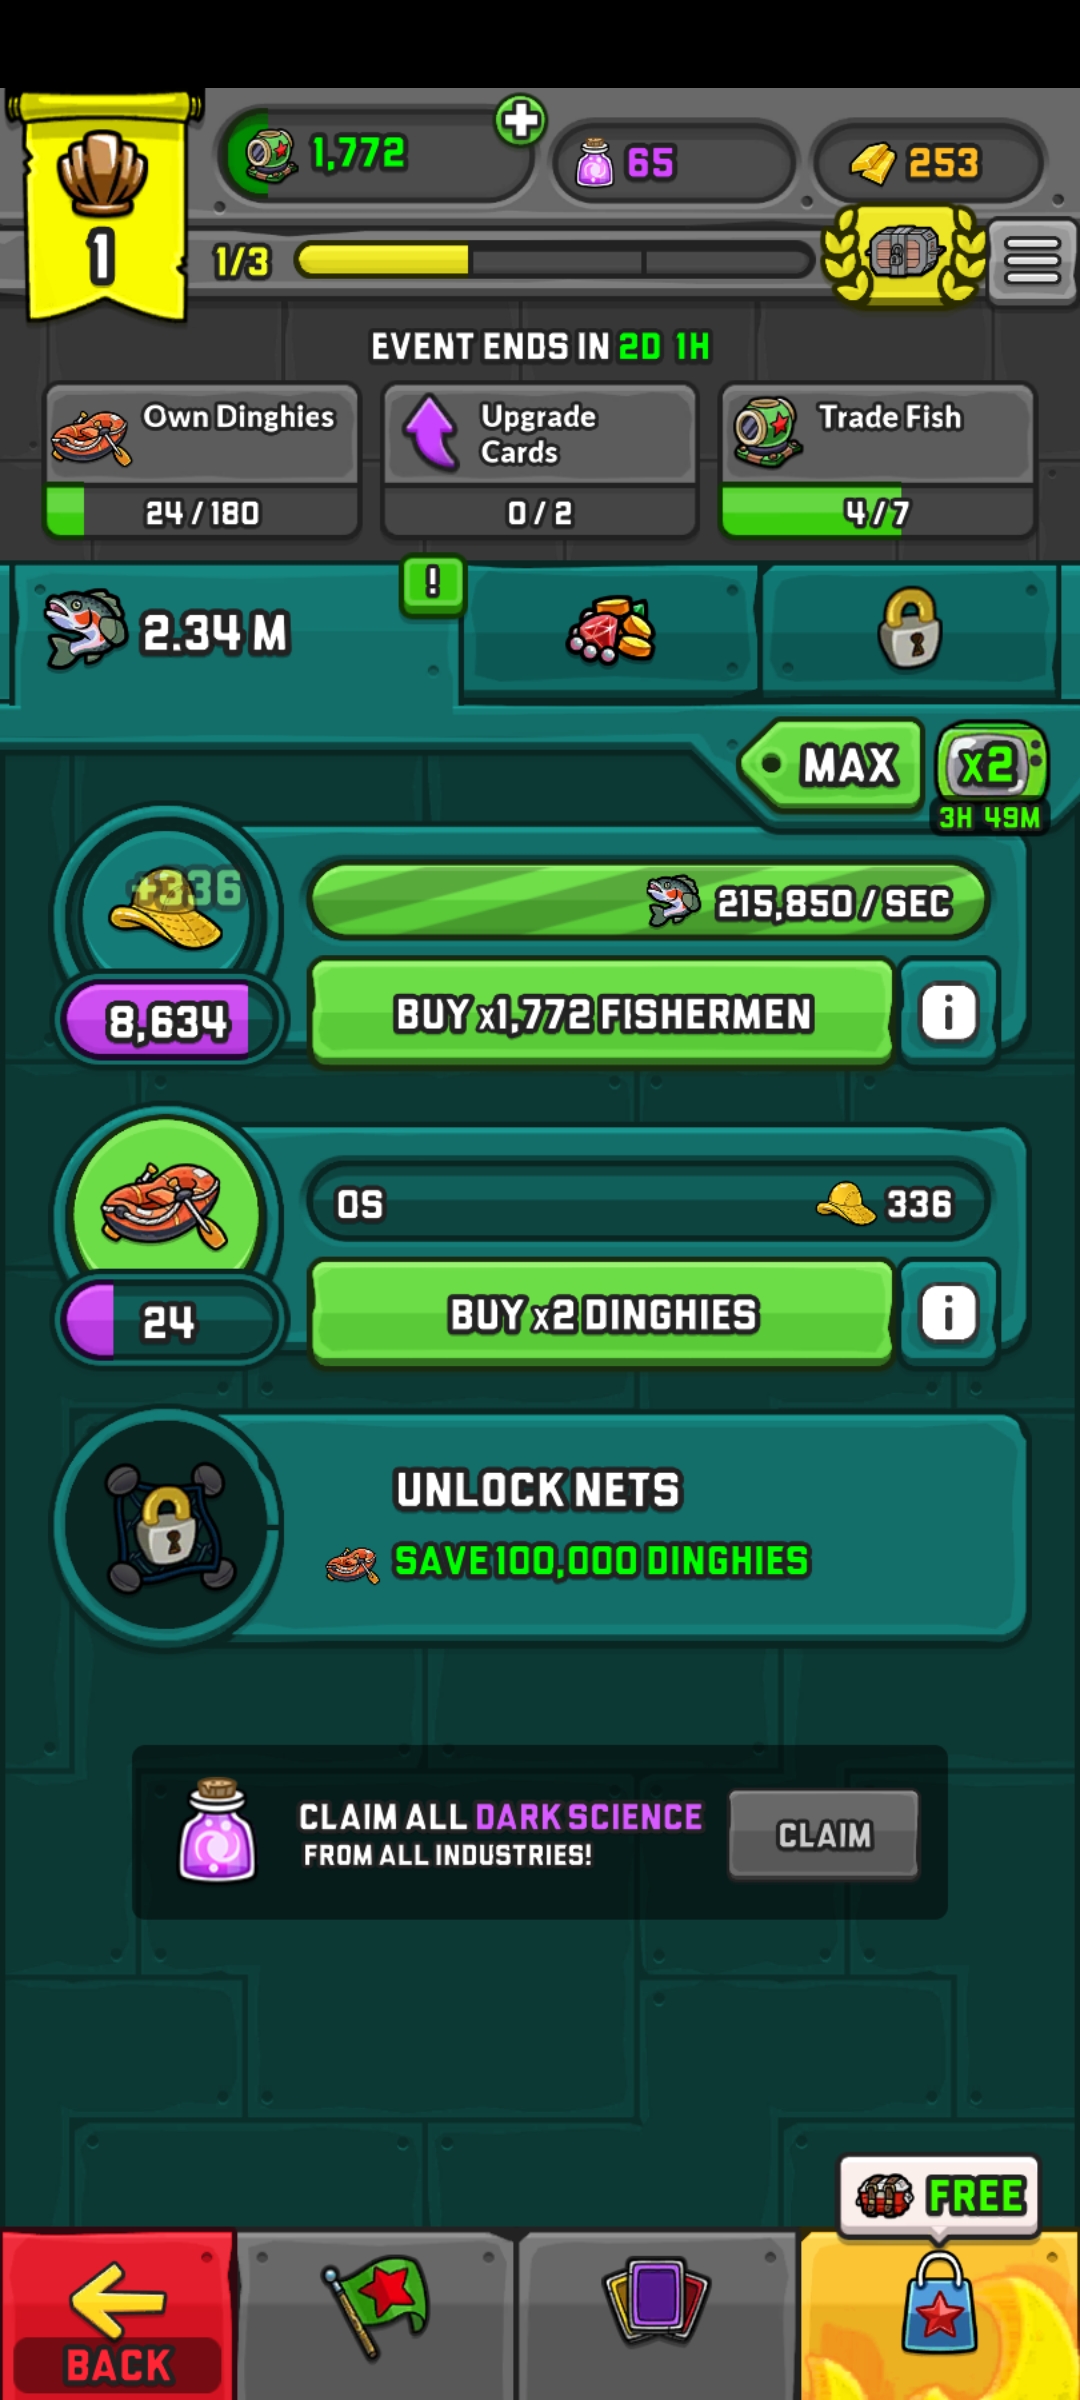 1,772
65
253
1
1/3
EVENT ENDS IN 2D 1H
Own Dinghies
24/180
Upgrade
Cards
0/2
Trade Fish
4/7
2.34 M
!
MAX
x2
3H 49M
+336
215,850/SEC
8,634
BUY x1,772 FISHERMEN
i
0S
336
24
BUY x2 DINGHIES
i
UNLOCK NETS
SAVE 100,000 DINGHIES
CLAIM ALL DARK SCIENCE
FROM ALL INDUSTRIES!
CLAIM
FREE
BACK